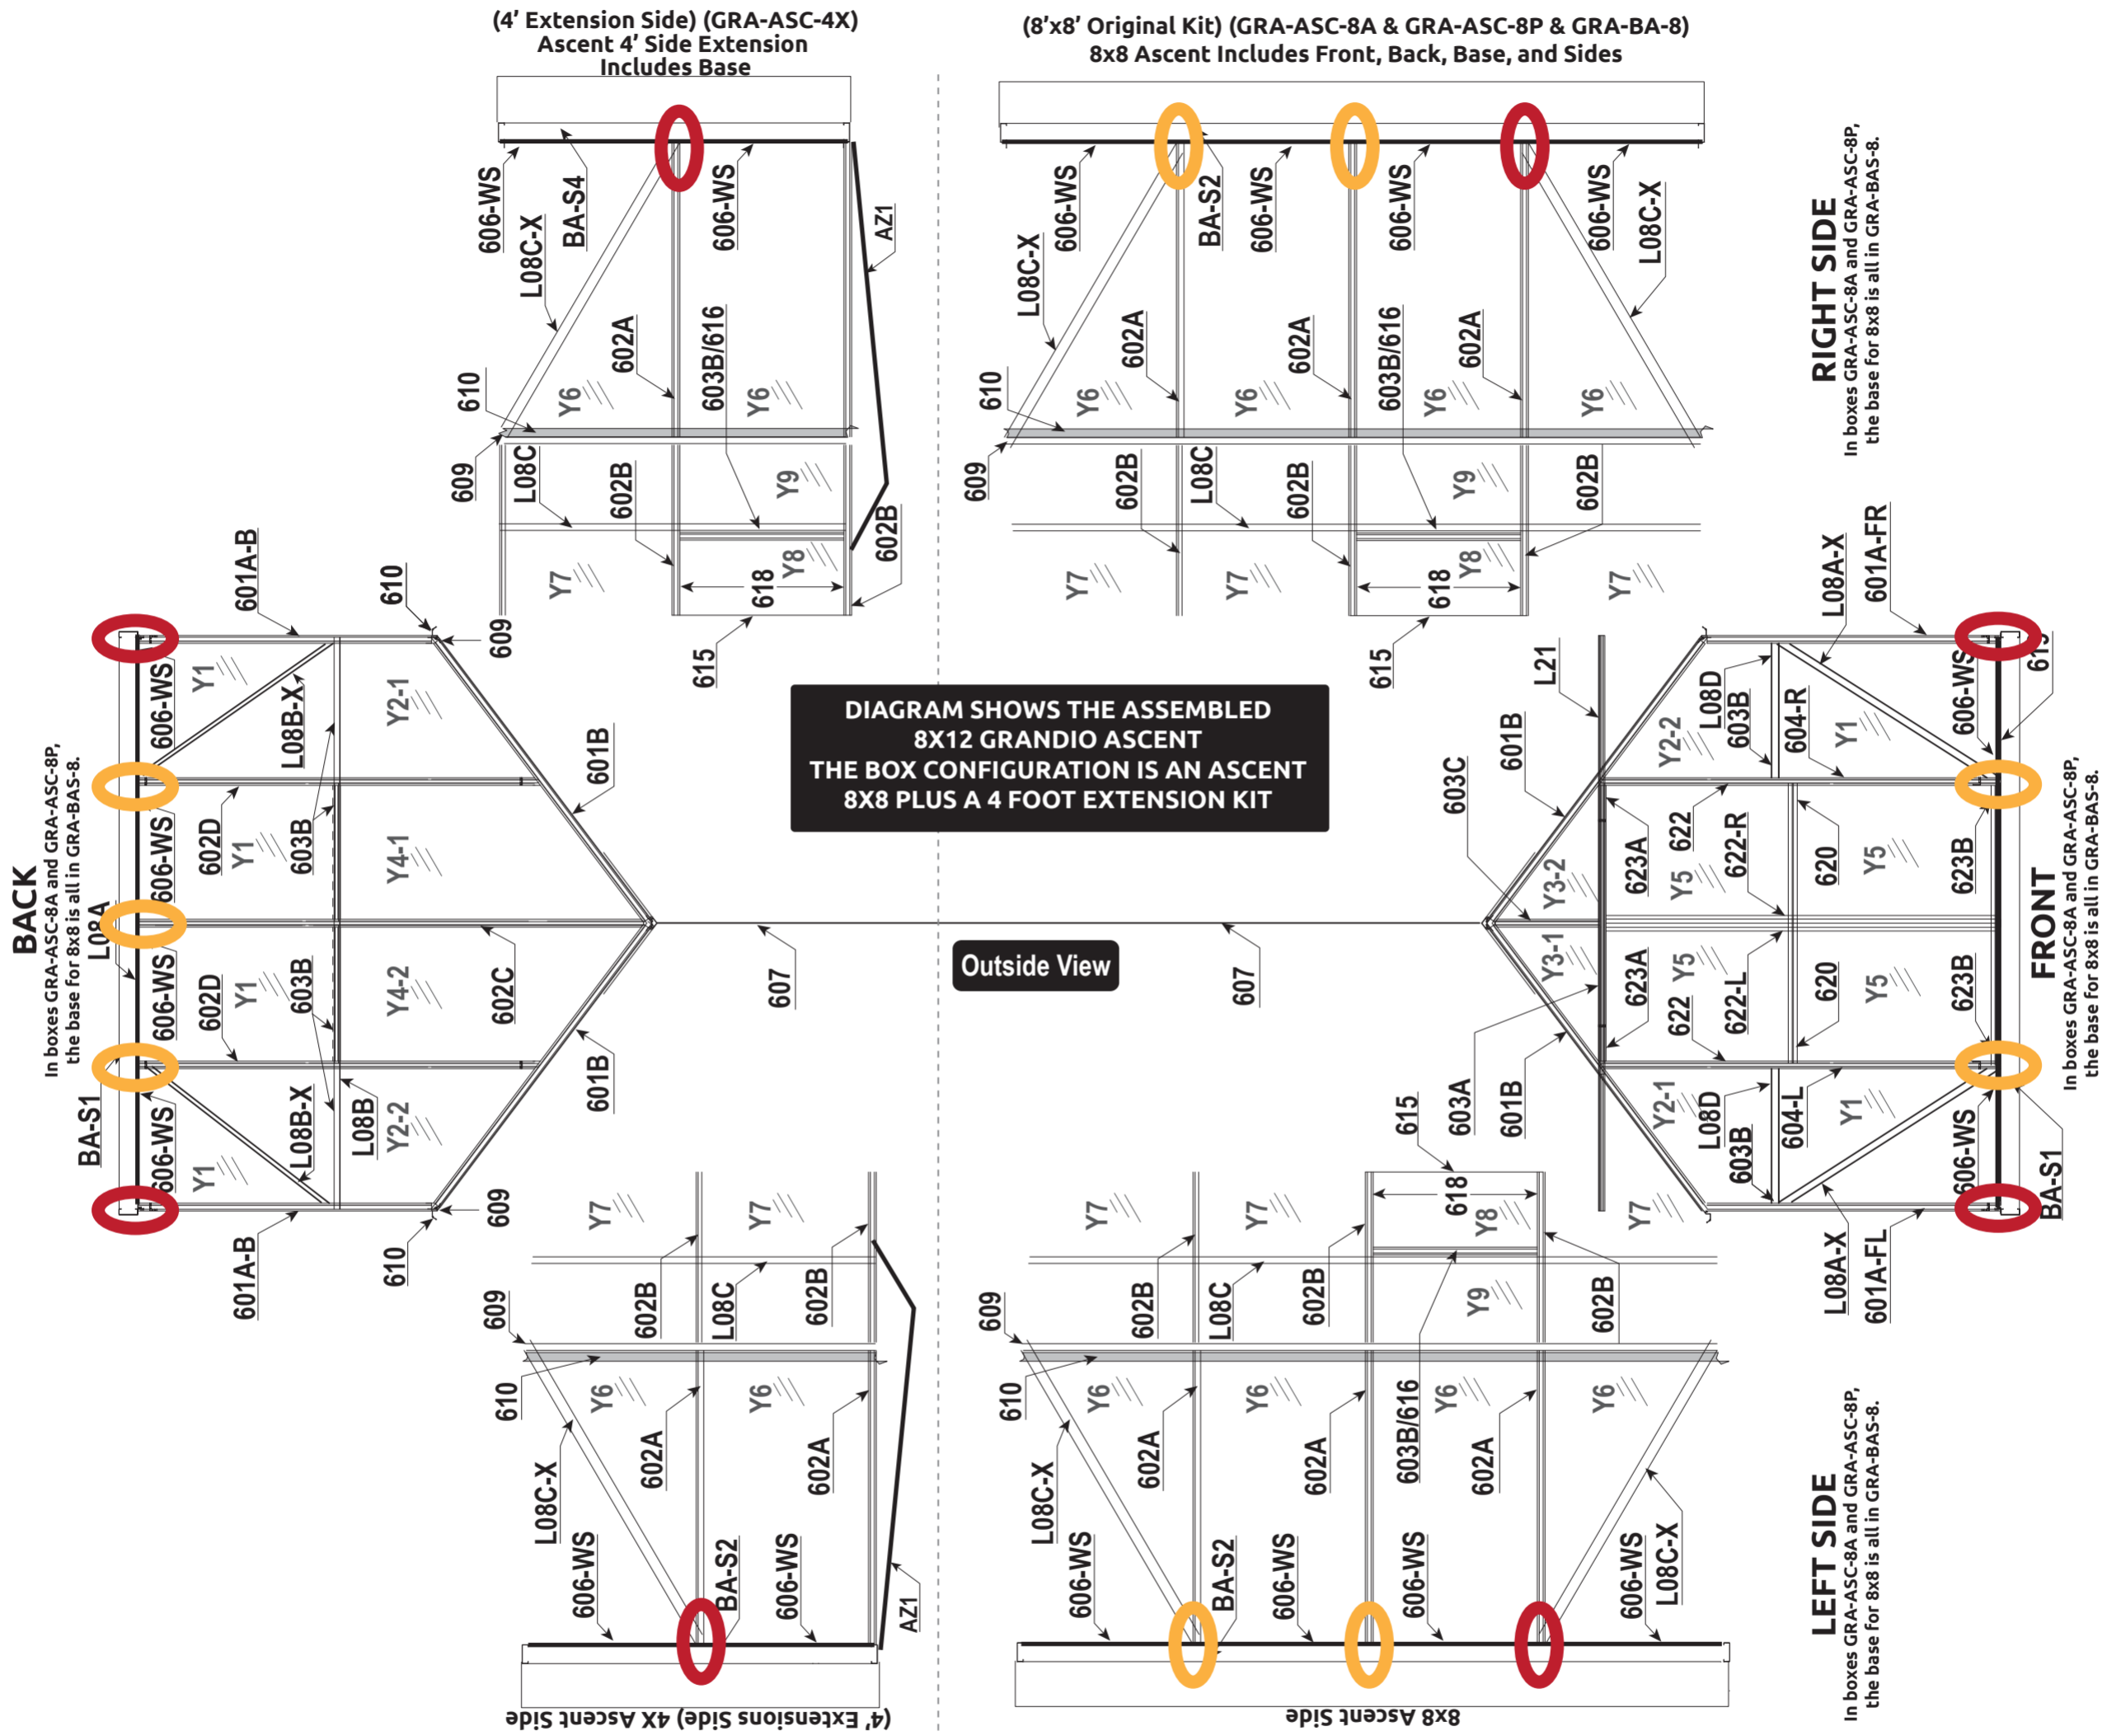 (4’ Extension Side) (GRA-ASC-4X)
Ascent 4’ Side Extension
Includes Base
(8’x8’ Original Kit) (GRA-ASC-8A & GRA-ASC-8P & GRA-BA-8)
8x8 Ascent Includes Front, Back, Base, and Sides
606-WS
L08C-X
BA-S4
606-WS
AZ1
610
Y6
602A
603B/616
Y6
609
L08C
602B
Y9
602B
Y7
618
Y8
615
606-WS
L08C-X
BA-S2
606-WS
606-WS
606-WS
L08C-X
610
Y6
602A
Y6
602A
603B/616
Y6
602A
Y6
609
602B
L08C
602B
Y9
602B
Y7
Y7
618
Y8
Y7
615
RIGHT SIDE
In boxes GRA-ASC-8A and GRA-ASC-8P,
the base for 8x8 is all in GRA-BAS-8.
BACK
In boxes GRA-ASC-8A and GRA-ASC-8P,
the base for 8x8 is all in GRA-BAS-8.
601A-B
610
609
606-WS
Y1
L08B-X
Y2-1
601B
606-WS
602D
Y1
603B
Y4-1
L08A
606-WS
602D
Y1
603B
Y4-2
602C
607
BA-S1
606-WS
Y1
L08B-X
L08B
Y2-2
601B
601A-B
610
609
DIAGRAM SHOWS THE ASSEMBLED
8X12 GRANDIO ASCENT
THE BOX CONFIGURATION IS AN ASCENT
8X8 PLUS A 4 FOOT EXTENSION KIT
Outside View
607
L21
L08A-X
601A-FR
601B
Y2-2
L08D
603B
604-R
Y1
606-WS
615
603C
Y3-2
623A
622
Y5
622-R
620
Y5
623B
Y3-1
623A
Y5
622
622-L
620
Y5
623B
603A
601B
Y2-1
L08D
603B
604-L
Y1
606-WS
BA-S1
L08A-X
601A-FL
FRONT
In boxes GRA-ASC-8A and GRA-ASC-8P,
the base for 8x8 is all in GRA-BAS-8.
Y7
Y7
602B
L08C
602B
609
610
Y6
Y6
L08C-X
602A
602A
606-WS
BA-S2
606-WS
AZ1
(4’ Extensions Side) 4X Ascent Side
615
Y7
Y7
618
Y8
Y7
602B
L08C
602B
Y9
602B
609
610
Y6
Y6
603B/616
Y6
Y6
L08C-X
602A
602A
602A
606-WS
BA-S2
606-WS
606-WS
606-WS
L08C-X
8x8 Ascent Side
LEFT SIDE
In boxes GRA-ASC-8A and GRA-ASC-8P,
the base for 8x8 is all in GRA-BAS-8.